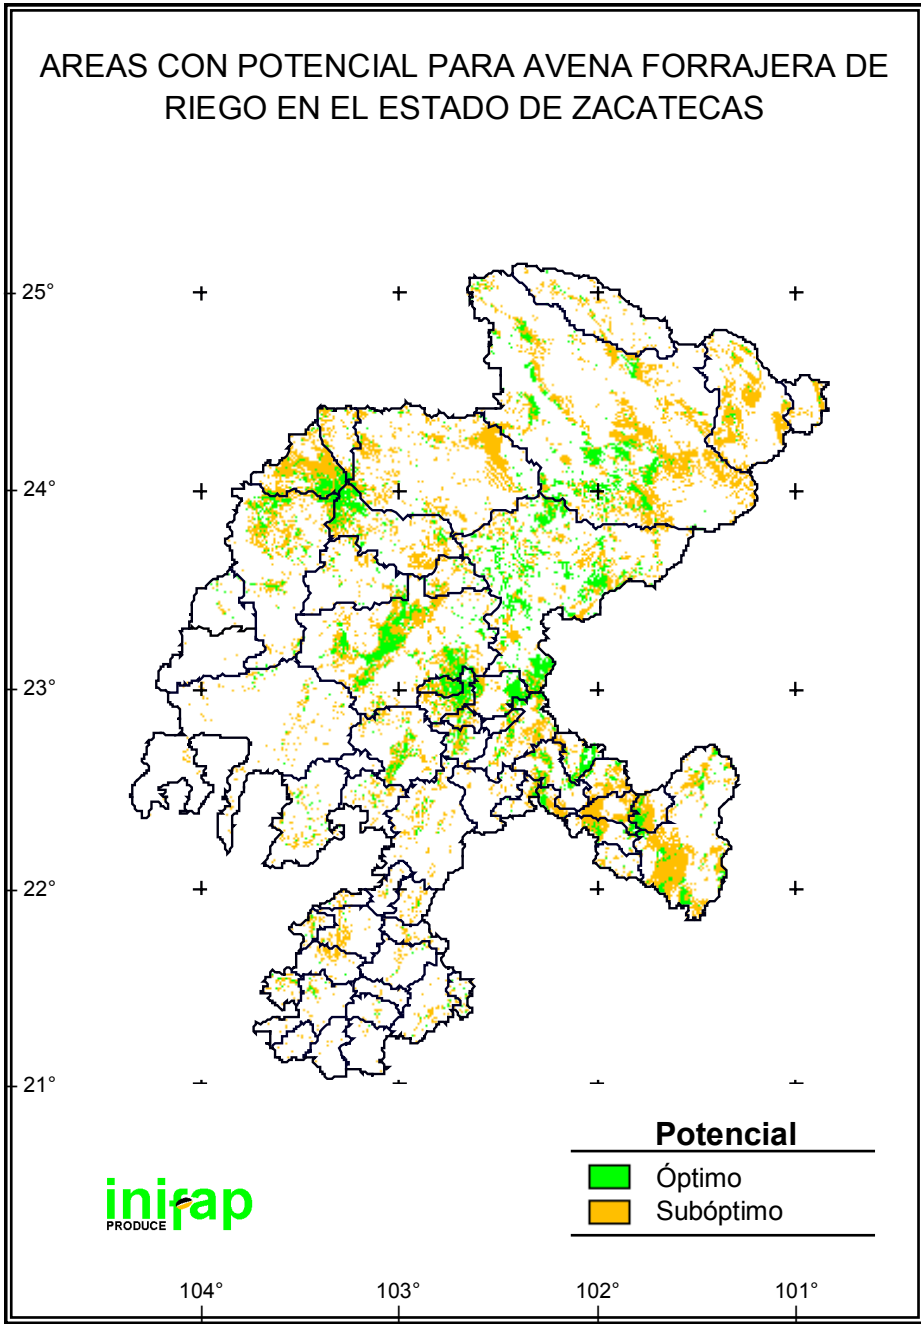 AREAS CON POTENCIAL PARA AVENA FORRAJERA DE
RIEGO EN EL ESTADO DE ZACATECAS
25°
24°
23°
22°
21°
Potencial
Óptimo
Subóptimo
inifap
PRODUCE
104°
103°
102°
101°